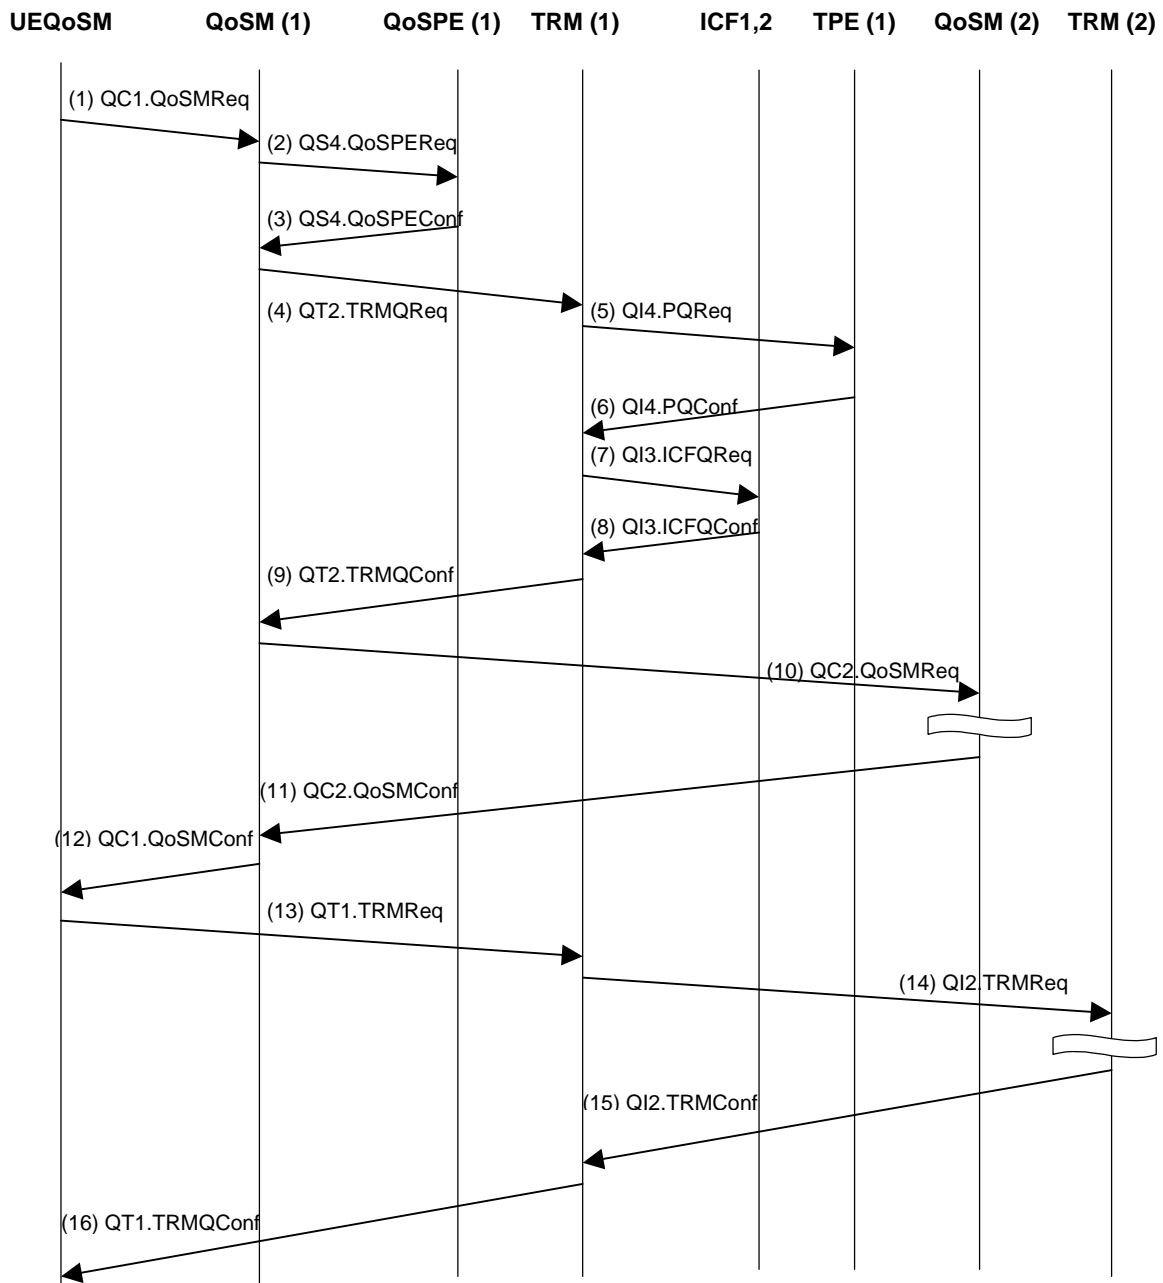 UEQoSM QoSM (1) QoSPE (1) TRM (1) ICF1,2 TPE (1) QoSM (2) TRM (2)
(1) QC1.QoSMReq
(2) QS4.QoSPEReq
(3) QS4.QoSPEConf
(4) QT2.TRMQReq
(5) QI4.PQReq
(6) QI4.PQConf
(7) QI3.ICFQReq
(8) QI3.ICFQConf
(9) QT2.TRMQConf
(10) QC2.QoSMReq
(11) QC2.QoSMConf
(12) QC1.QoSMConf
(13) QT1.TRMReq
(14) QI2.TRMReq
(15) QI2.TRMConf
(16) QT1.TRMQConf